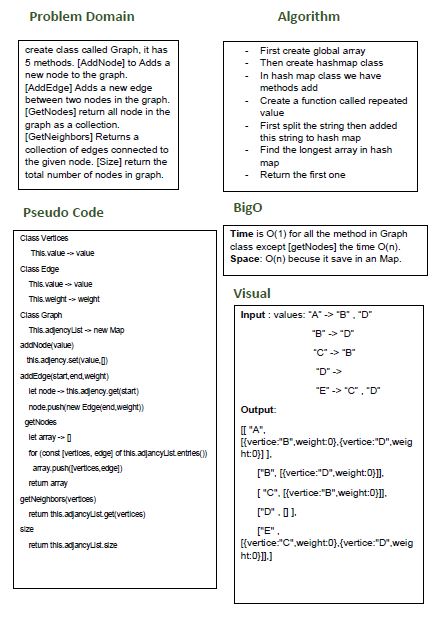 Problem Domain
create class called Graph, it has
5 methods. [AddNode] to Adds a
new node to the graph.
[AddEdge] Adds a new edge
between two nodes in the graph.
[GetNodes] return all node in the
graph as a collection.
[GetNeighbors] Returns a
collection of edges connected to
the given node. [Size] return the
total number of nodes in graph.
Algorithm
- First create global array
- Then create hashmap class
- In hash map class we have
methods add
- Create a function called repeated
value
- First split the string then added
this string to hash map
- Find the longest array in hash
map
- Return the first one
Pseudo Code
Class Vertices
This.value -> value
Class Edge
This.value -> value
This.weight -> weight
Class Graph
This.adjencyList -> new Map
addNode(value)
this.adjency.set(value,[])
addEdge(start,end,weight)
let node -> this.adjency.get(start)
node.push(new Edge(end,weight))
getNodes
let array -> []
for (const [vertices, edge] of this.adjancyList.entries())
array.push([vertices,edge])
return array
getNeighbors(vertices)
return this.adjancyList.get(vertices)
size
return this.adjancyList.size
BigO
Time is O(1) for all the method in Graph
class except [getNodes] the time O(n).
Space: O(n) becuse it save in an Map.
Visual
Input : values: "A" -> "B" , "D"
"B" -> "D"
"C" -> "B"
"D" ->
"E" -> "C" , "D"
Output:
[[ "A",
[{vertice:"B",weight:0},{vertice:"D",weig
ht:0}] ],
["B", [{vertice:"D",weight:0}]],
[ "C", [{vertice:"B",weight:0}]],
["D" , [] ],
["E" ,
[{vertice:"C",weight:0},{vertice:"D",weig
ht:0}]],]